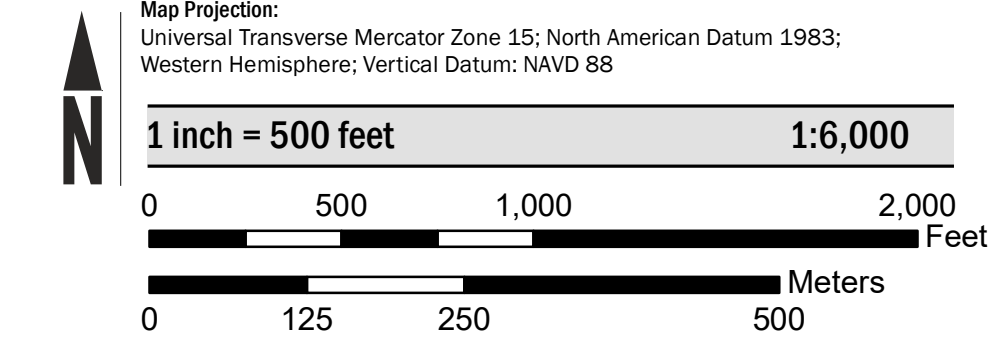 Map Projection:
Universal Transverse Mercator Zone 15; North American Datum 1983;
Western Hemisphere; Vertical Datum: NAVD 88
N
1 inch = 500 feet 1:6,000
0 500 1,000 2,000
Feet
Meters
0 125 250 500